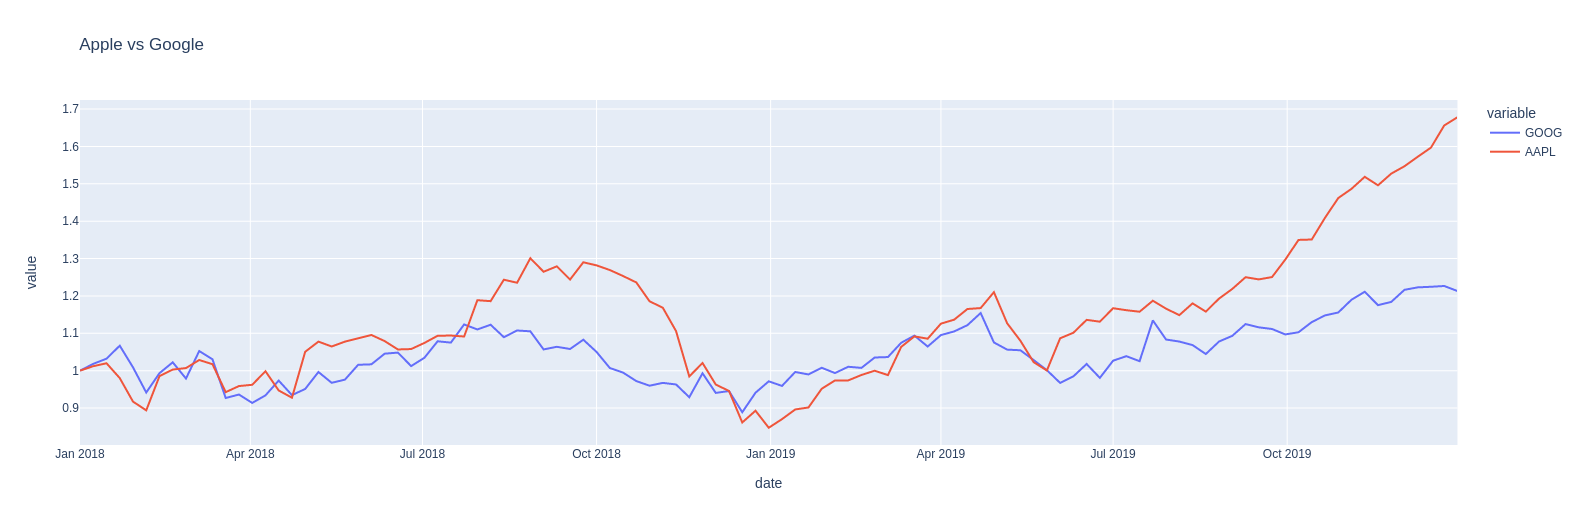 Apple vs Google
1.7
1.6
1.5
1.4
1.3
1.2
1.1
1
0.9
value
Jan 2018
Apr 2018
Jul 2018
Oct 2018
Jan 2019
Apr 2019
Jul 2019
Oct 2019
date
variable
GOOG
AAPL